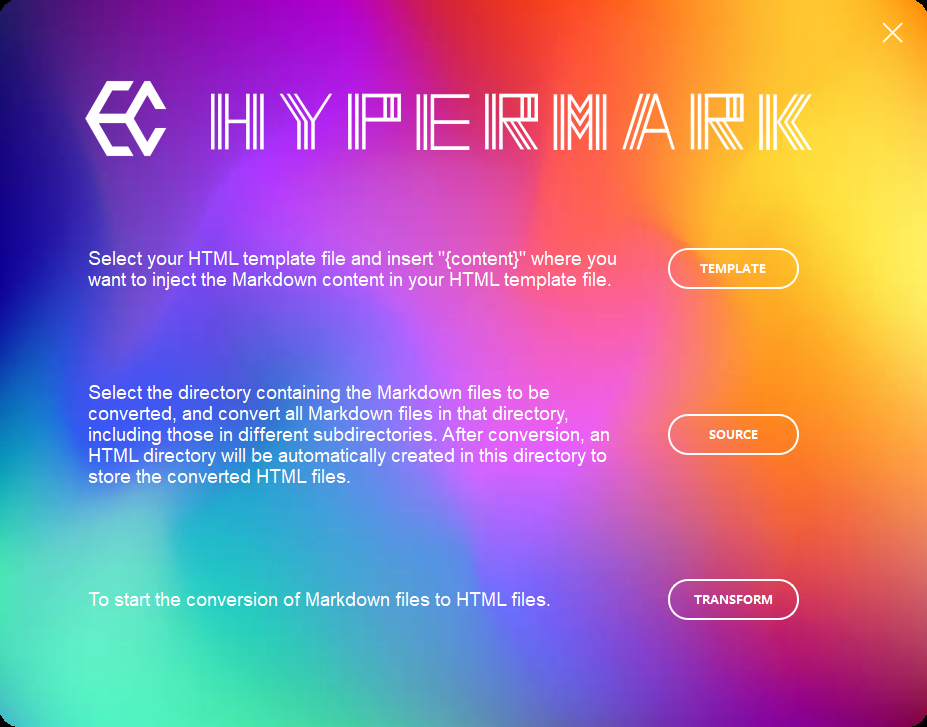 HYPERMARK
Select your HTML template file and insert "{content}" where you
want to inject the Markdown content in your HTML template file.
TEMPLATE
Select the directory containing the Markdown files to be
converted, and convert all Markdown files in that directory,
including those in different subdirectories. After conversion, an
HTML directory will be automatically created in this directory to
store the converted HTML files.
SOURCE
To start the conversion of Markdown files to HTML files.
TRANSFORM